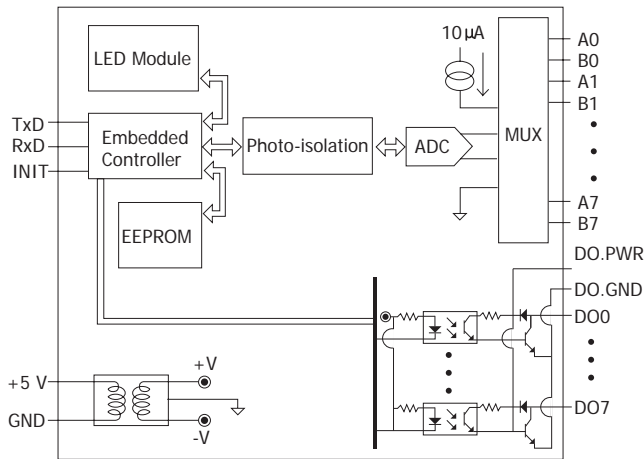 LED Module
10 µA
A0
B0
A1
B1
TxD
RxD
INIT
Embedded
Controller
Photo-isolation
ADC
MUX
EEPROM
A7
B7
DO.PWR
DO.GND
DO0
DO7
+5 V
GND
+V
-V